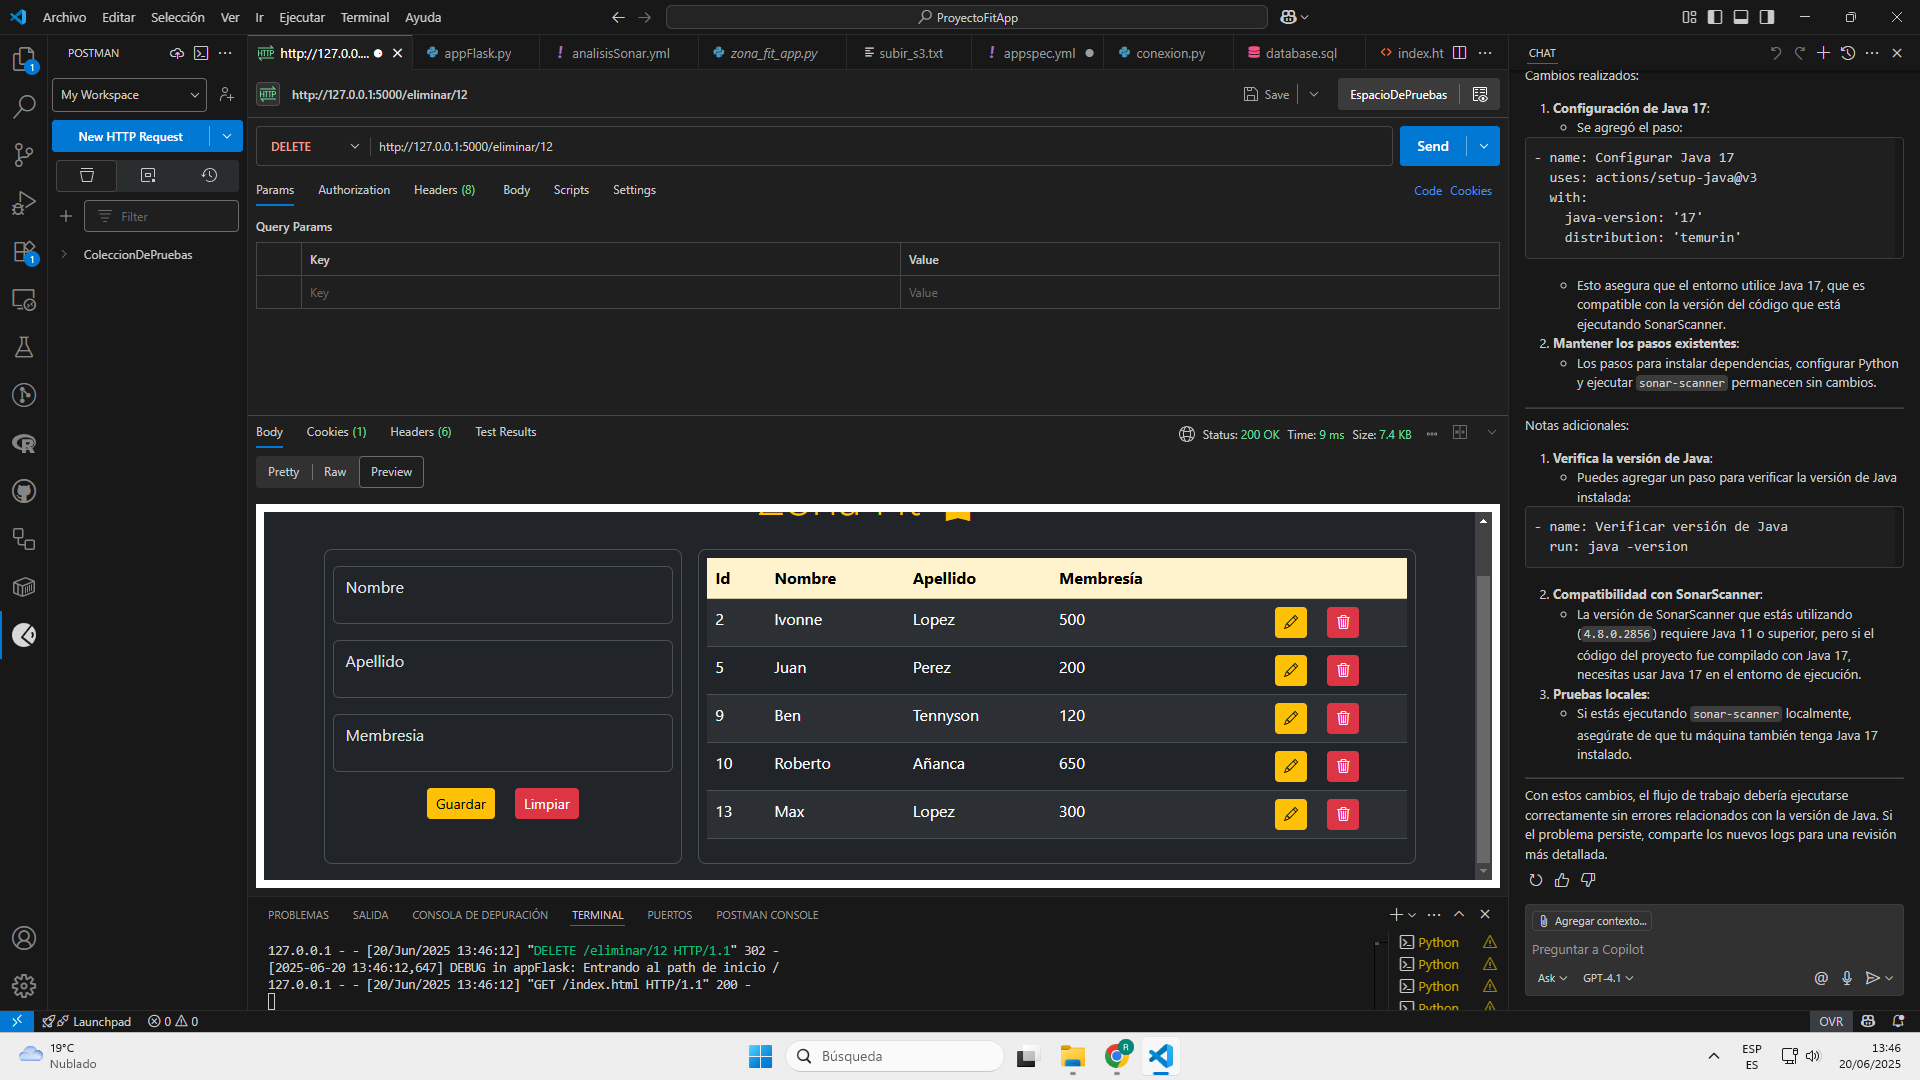 Archivo Editar Selección Ver Ir Ejecutar Terminal Ayuda
ProyectoFitApp
POSTMAN
http://127.0.0.... appFlask.py analisisSonar.yml zona_fit_app.py subir_s3.txt appspec.yml conexion.py database.sql index.ht
1
My Workspace
New HTTP Request
Filter
ColeccionDePruebas
1
http://127.0.0.1:5000/eliminar/12
Save
EspacioDePruebas
DELETE
http://127.0.0.1:5000/eliminar/12
Send
Params Authorization Headers (8) Body Scripts Settings
Code Cookies
Query Params
Key Value
Key Value
Body Cookies (1) Headers (6) Test Results
Status: 200 OK Time: 9 ms Size: 7.4 KB
Pretty Raw Preview
Zona Fit
Nombre
Apellido
Membresia
Guardar Limpiar
Id Nombre Apellido Membresía
2 Ivonne Lopez 500
5 Juan Perez 200
9 Ben Tennyson 120
10 Roberto Añanca 650
13 Max Lopez 300
PROBLEMAS SALIDA CONSOLA DE DEPURACIÓN TERMINAL PUERTOS POSTMAN CONSOLE
127.0.0.1 - - [20/Jun/2025 13:46:12] "DELETE /eliminar/12 HTTP/1.1" 302 -
[2025-06-20 13:46:12,647] DEBUG in appFlask: Entrando al path de inicio /
127.0.0.1 - - [20/Jun/2025 13:46:12] "GET /index.html HTTP/1.1" 200 -
Python
Python
Python
Python
CHAT
Cambios realizados:
1. Configuración de Java 17:
Se agregó el paso:
- name: Configurar Java 17
uses: actions/setup-java@v3
with:
java-version: '17'
distribution: 'temurin'
Esto asegura que el entorno utilice Java 17, que es
compatible con la versión del código que está
ejecutando SonarScanner.
2. Mantener los pasos existentes:
Los pasos para instalar dependencias, configurar Python
y ejecutar sonar-scanner permanecen sin cambios.
Notas adicionales:
1. Verifica la versión de Java:
Puedes agregar un paso para verificar la versión de Java
instalada:
- name: Verificar versión de Java
run: java -version
2. Compatibilidad con SonarScanner:
La versión de SonarScanner que estás utilizando
(4.8.0.2856) requiere Java 11 o superior, pero si el
código del proyecto fue compilado con Java 17,
necesitas usar Java 17 en el entorno de ejecución.
3. Pruebas locales:
Si estás ejecutando sonar-scanner localmente,
asegúrate de que tu máquina también tenga Java 17
instalado.
Con estos cambios, el flujo de trabajo debería ejecutarse
correctamente sin errores relacionados con la versión de Java. Si
el problema persiste, comparte los nuevos logs para una revisión
más detallada.
Agregar contexto...
Preguntar a Copilot
Ask GPT-4.1
Launchpad 0 0
OVR
19°C
Nublado
Búsqueda
R
ESP
ES
13:46
20/06/2025